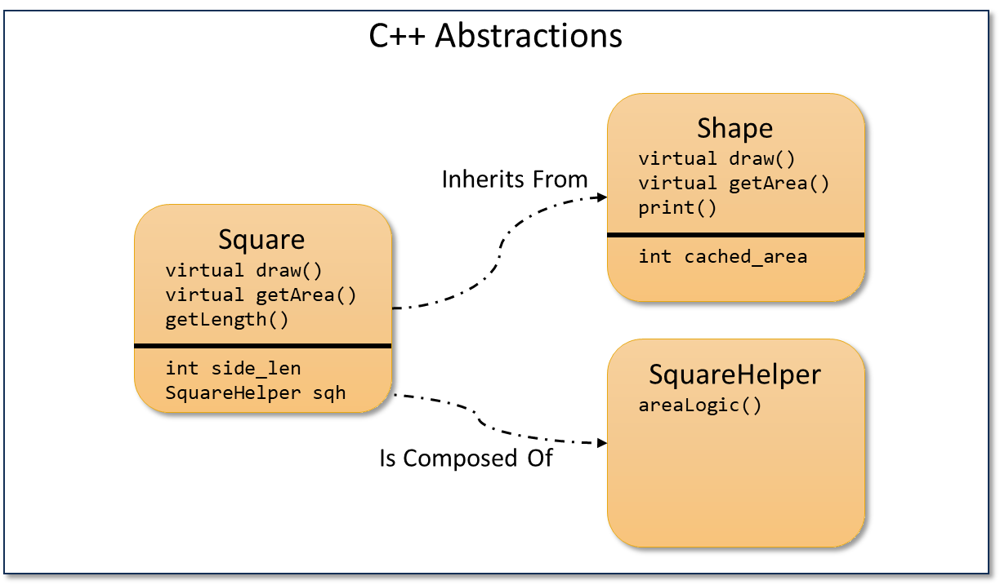 C++ Abstractions
Shape
virtual draw()
virtual getArea()
print()
int cached_area
Inherits From
Square
virtual draw()
virtual getArea()
getLength()
int side_len
SquareHelper sqh
SquareHelper
areaLogic()
Is Composed Of